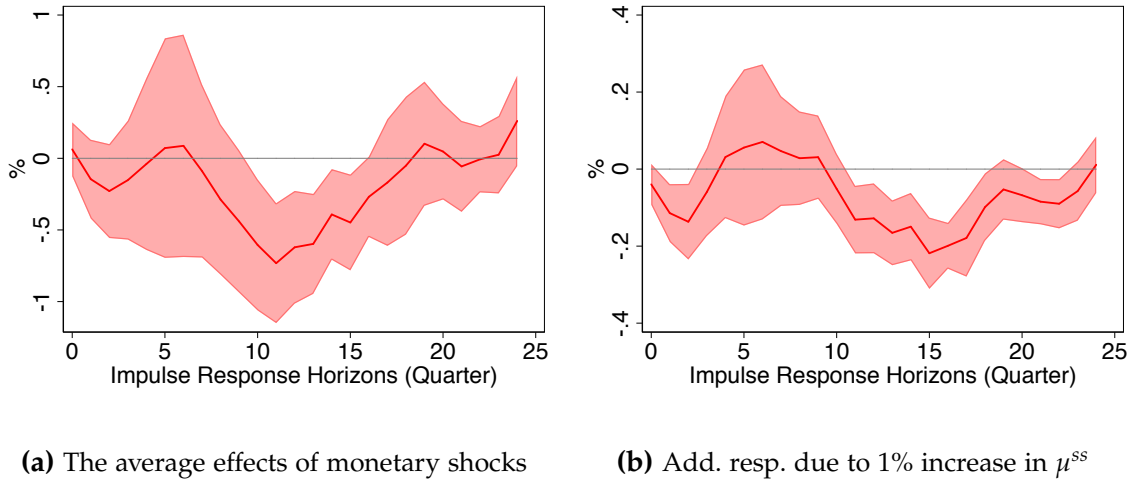 1
.5
0
-.5
-1
%
0 5 10 15 20 25
Impulse Response Horizons (Quarter)
(a) The average effects of monetary shocks
.4
.2
0
-.2
-.4
%
0 5 10 15 20 25
Impulse Response Horizons (Quarter)
(b) Add. resp. due to 1% increase in μ^{ss}